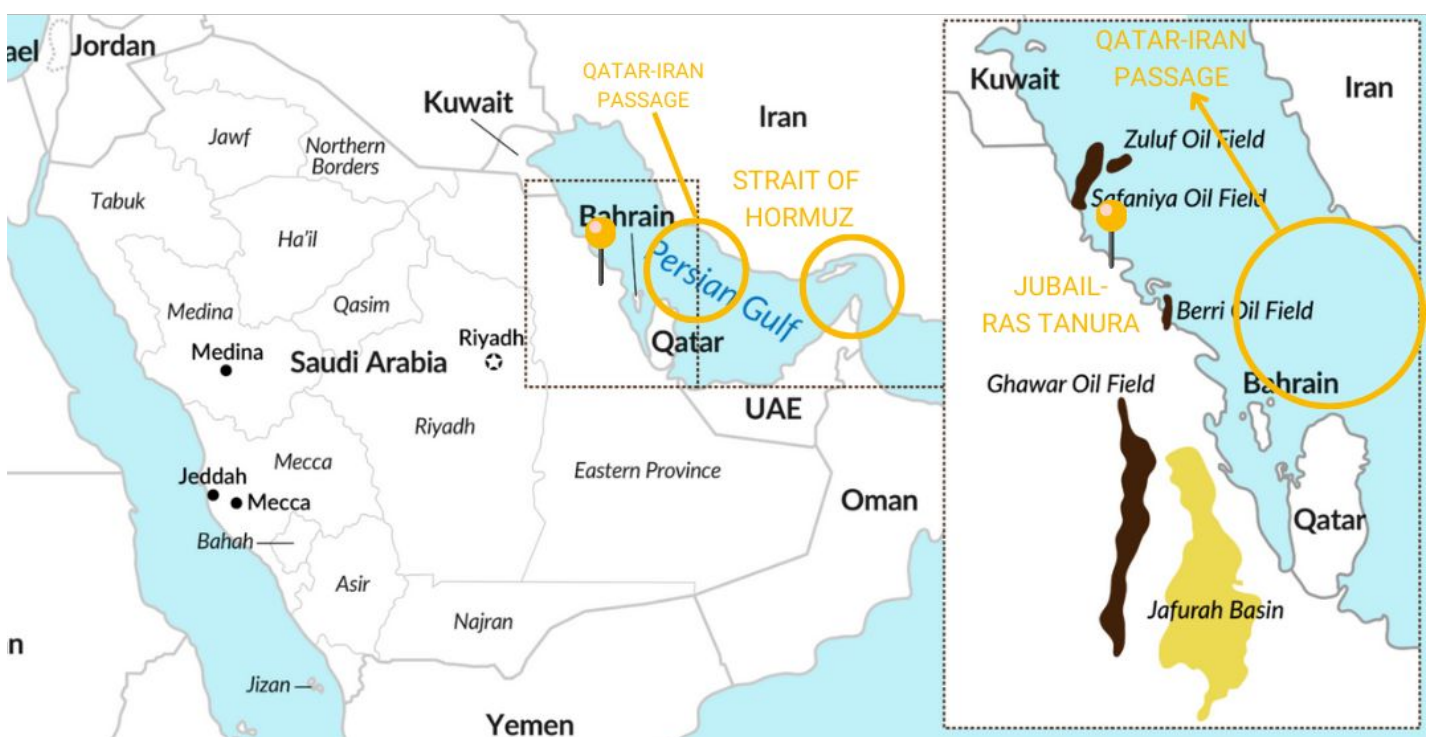 ael
Jordan
Jawf
Northern
Borders
Tabuk
Ha'il
Medina
Qasim
Medina
Saudi Arabia
Riyadh
Riyadh
Jeddah
Mecca
Mecca
Bahah
Asir
Najran
Jizan
Yemen
n
Eastern Province
Oman
UAE
Kuwait
QATAR-IRAN
PASSAGE
Iran
STRAIT OF
HORMUZ
Bahrain
Persian Gulf
Qatar
QATAR-IRAN
PASSAGE
Kuwait
Iran
Zuluf Oil Field
Safaniya Oil Field
JUBAIL-
RAS TANURA
Berri Oil Field
Ghawar Oil Field
Bahrain
Qatar
Jafurah Basin